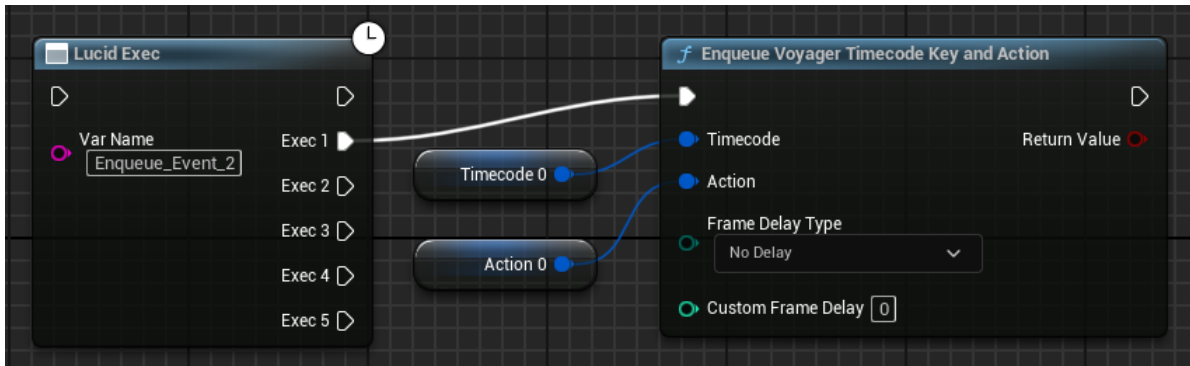 Lucid Exec
Var Name
Enqueue_Event_2
Exec 1
Exec 2
Exec 3
Exec 4
Exec 5
Timecode 0
Action 0
f Enqueue Voyager Timecode Key and Action
Timecode
Return Value
Action
Frame Delay Type
No Delay
Custom Frame Delay 0